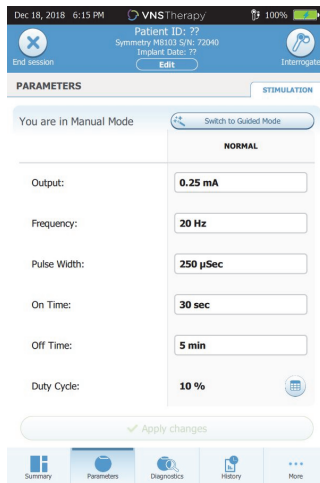 Dec 18, 2018 6:15 PM VNSTherapy 100%
Patient ID: ??
Symmetry M8103 S/N: 72040
Implant Date: ??
End session Edit Interrogate
PARAMETERS STIMULATION
You are in Manual Mode Switch to Guided Mode
NORMAL
Output: 0.25 mA
Frequency: 20 Hz
Pulse Width: 250 µSec
On Time: 30 sec
Off Time: 5 min
Duty Cycle: 10 %
✓ Apply changes
Summary Parameters Diagnostics History More